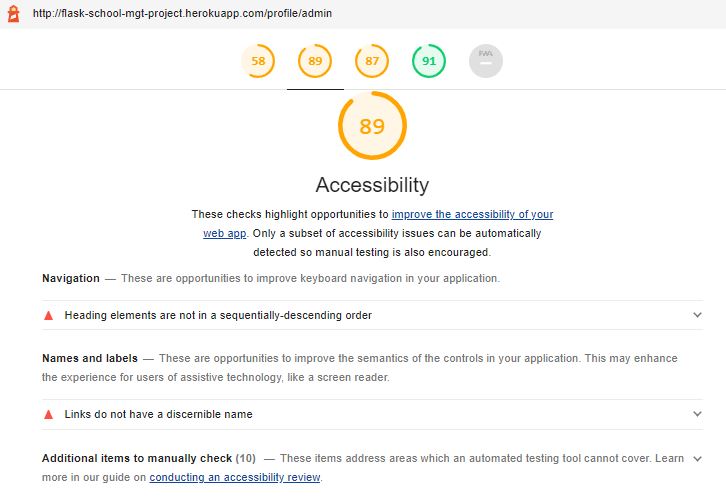 http://flask-school-mgt-project.herokuapp.com/profile/admin
58 89 87 91 PWA
89
Accessibility
These checks highlight opportunities to improve the accessibility of your
web app. Only a subset of accessibility issues can be automatically
detected so manual testing is also encouraged.
Navigation — These are opportunities to improve keyboard navigation in your application.
Heading elements are not in a sequentially-descending order
Names and labels — These are opportunities to improve the semantics of the controls in your application. This may enhance
the experience for users of assistive technology, like a screen reader.
Links do not have a discernible name
Additional items to manually check (10) — These items address areas which an automated testing tool cannot cover. Learn
more in our guide on conducting an accessibility review.